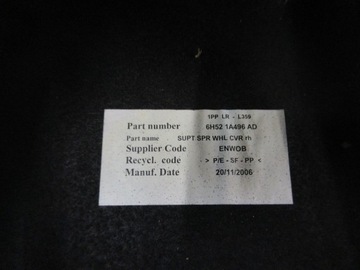 1PP LR - L359
Part number 6H52 1A496 AD
Part name SUPT SPR WHL CVR rh
Supplier Code ENWOB
Recycl. code > P/E - SF - PP <
Manuf. Date 20/11/2006